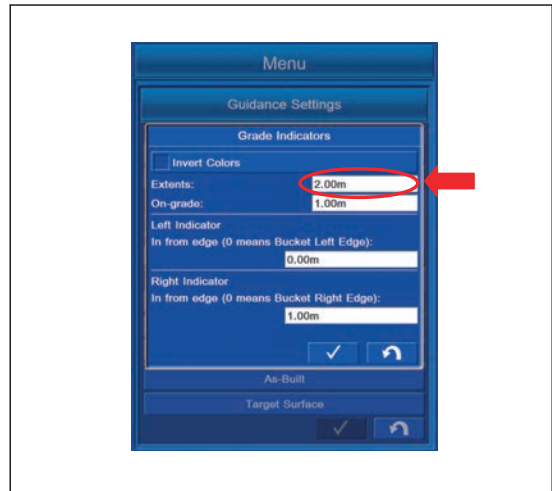 Menu
Guidance Settings
Grade Indicators
Invert Colors
Extents: 2.00m
On-grade: 1.00m
Left Indicator
In from edge (0 means Bucket Left Edge):
0.00m
Right Indicator
In from edge (0 means Bucket Right Edge):
1.00m
As-Built
Target Surface